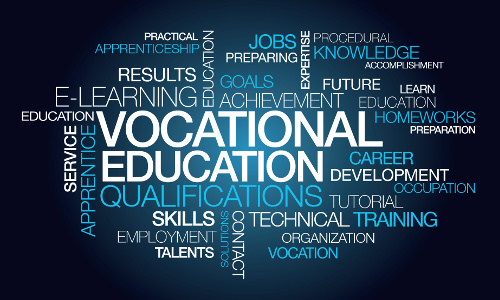 PRACTICAL
APPRENTICESHIP
EDUCATION
JOBS
PREPARING
EXPERTISE
PROCEDURAL
KNOWLEDGE
ACCOMPLISHMENT
RESULTS
GOALS
FUTURE
LEARN
E-LEARNING
ACHIEVEMENT
EDUCATION
EDUCATION
HOMEWORKS
PREPARATION
VOCATIONAL
EDUCATION
SERVICE
APPRENTICE
CAREER
DEVELOPMENT
OCCUPATION
QUALIFICATIONS
TUTORIAL
SKILLS
SOLUTIONS
CONTACT
TECHNICAL
TRAINING
EMPLOYMENT
ORGANIZATION
TALENTS
VOCATION